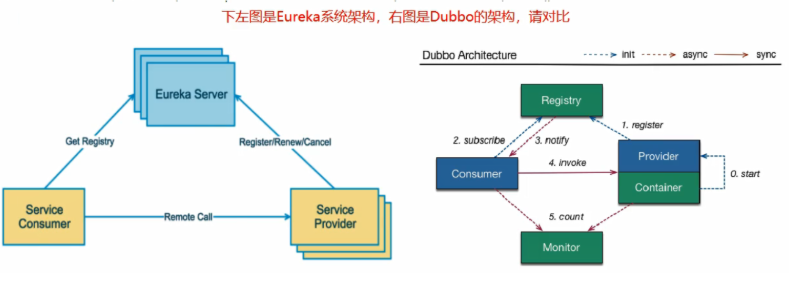 下左图是Eureka系统架构，右图是Dubbo的架构，请对比
Eureka Server
Get Registry
Register/Renew/Cancel
Service
Consumer
Remote Call
Service
Provider
Dubbo Architecture
init
async
sync
Registry
1. register
2. subscribe
3. notify
Consumer
4. invoke
Provider
Container
0. start
5. count
Monitor